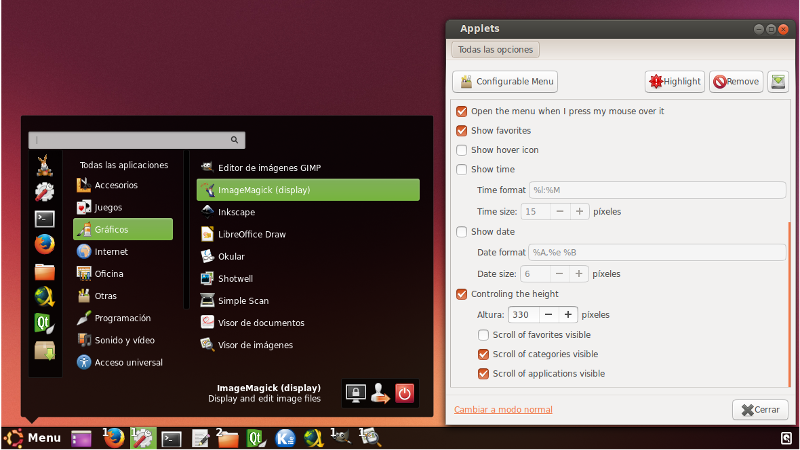 Applets
Todas las opciones
Configurable Menu
Highlight
Remove
Open the menu when I press my mouse over it
Show favorites
Show hover icon
Show time
Time format %l:%M
Time size: 15 píxeles
Show date
Date format %A,%e %B
Date size: 6 píxeles
Controling the height
Altura: 330 píxeles
Scroll of favorites visible
Scroll of categories visible
Scroll of applications visible
Cambiar a modo normal
Cerrar
Todas las aplicaciones
Accesorios
Juegos
Gráficos
Internet
Oficina
Otras
Programación
Sonido y vídeo
Acceso universal
Editor de imágenes GIMP
ImageMagick (display)
Inkscape
LibreOffice Draw
Okular
Shotwell
Simple Scan
Visor de documentos
Visor de imágenes
Qt
ImageMagick (display)
Display and edit image files
Menu
1
1
2
Qt
K
1
1